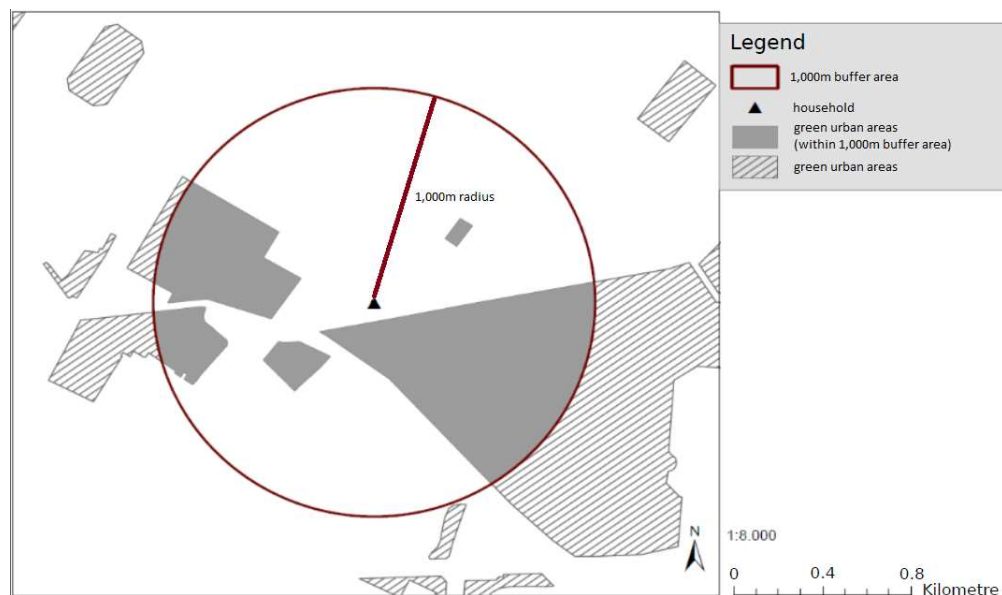 Legend
1,000m buffer area
household
green urban areas
(within 1,000m buffer area)
green urban areas
1,000m radius
N
1:8.000
0 0.4 0.8
Kilometre